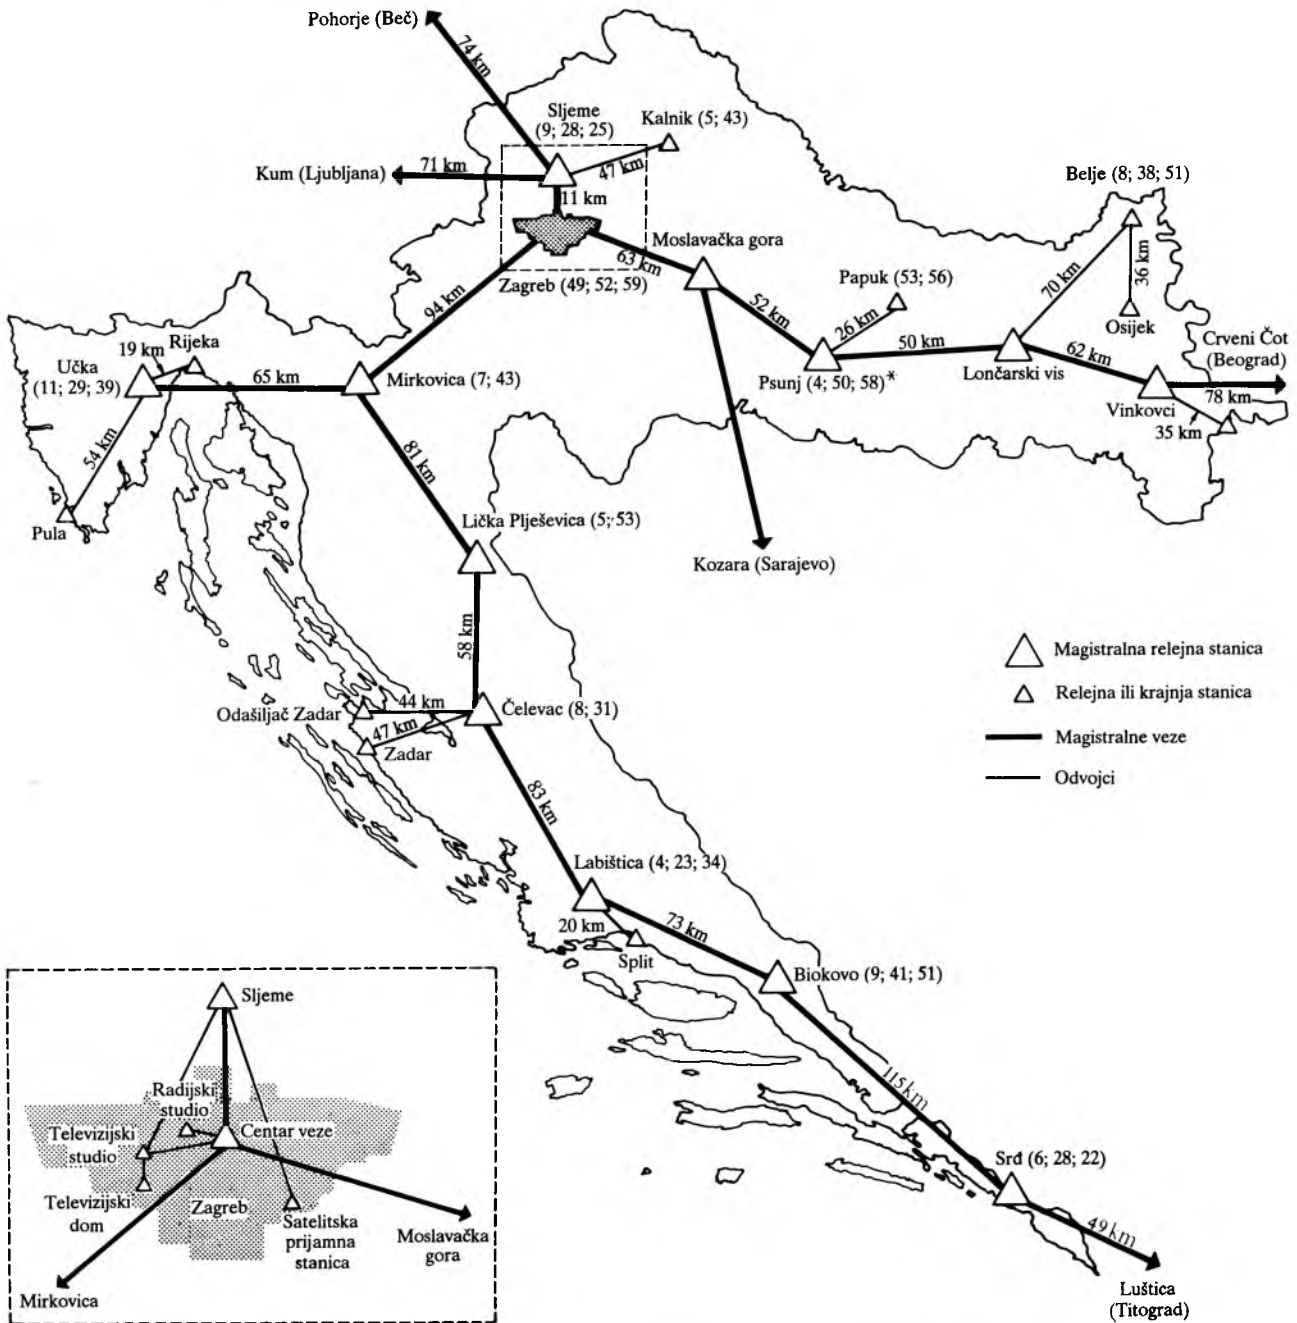 Pohorje (Beč)
74 km
Sljeme
(9; 28; 25)
Kalnik (5; 43)
47 km
71 km
Kum (Ljubljana)
11 km
Belje (8; 38; 51)
Moslavačka gora
63 km
Zagreb (49; 52; 59)
94 km
Papuk (53; 56)
70 km
36 km
Osijek
52 km
26 km
50 km
62 km
Crveni Čot
(Beograd)
78 km
Rijeka
19 km
Učka
(11; 29; 39)
65 km
Mirkovica (7; 43)
Psunj (4; 50; 58)*
Lončarski vis
Vinkovci
35 km
54 km
Pula
81 km
Lička Plješevica (5; 53)
Kozara (Sarajevo)
58 km
Magistralna relejna stanica
Relejna ili krajnja stanica
Magistralne veze
Odvojci
44 km
Odašiljač Zadar
Čelevac (8; 31)
47 km
Zadar
83 km
Labištica (4; 23; 34)
20 km
73 km
Split
Biokovo (9; 41; 51)
115 km
Srđ (6; 28; 22)
49 km
Luštica
(Titograd)
Sljeme
Radijski
studio
Centar veze
Televizijski
studio
Televizijski
dom
Zagreb
Satelitska
prijamna
stanica
Moslavačka
gora
Mirkovica